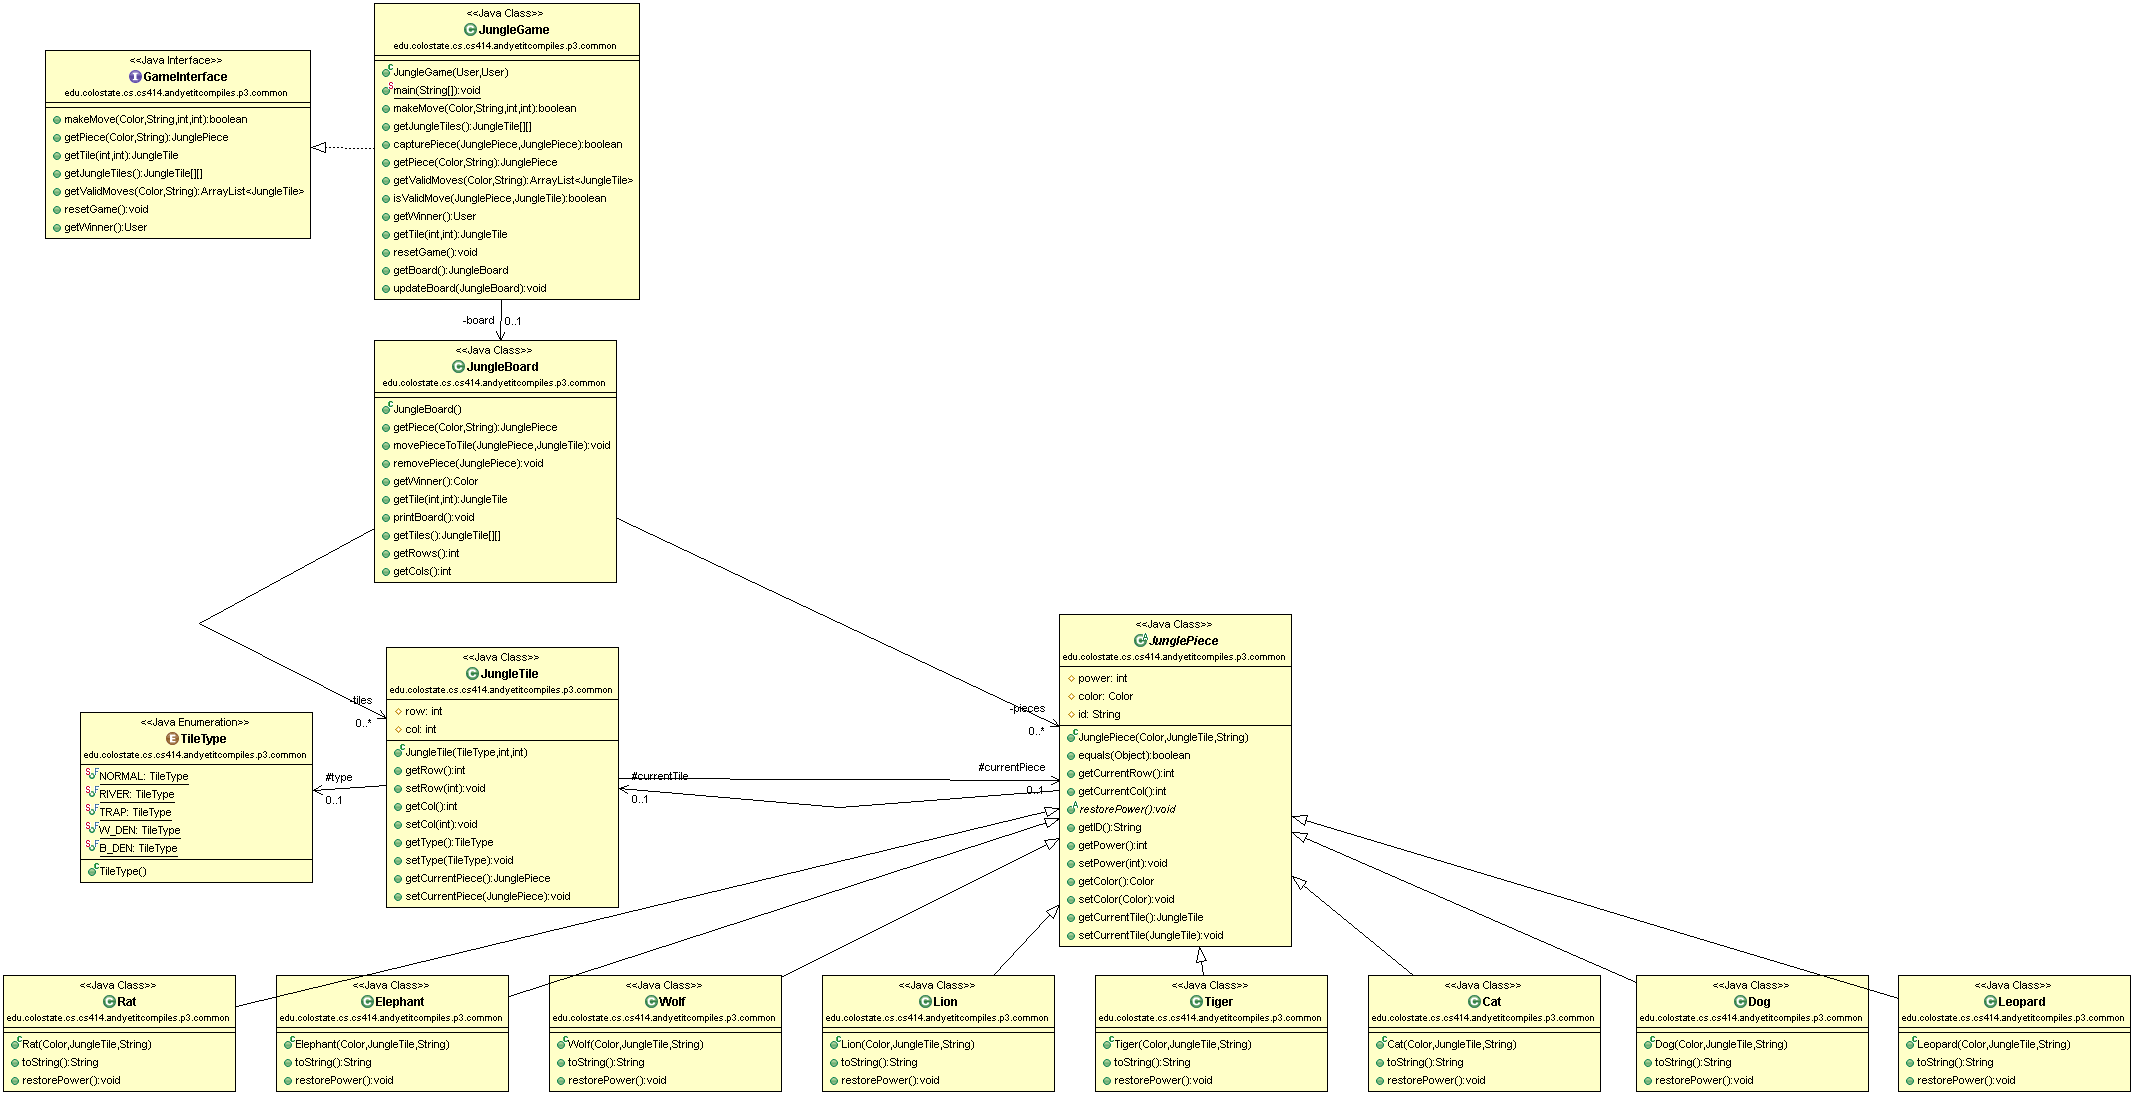 <<Java Class>>
JungleGame
edu.colostate.cs.cs414.andyetitcompiles.p3.common
JungleGame(User,User)
main(String[]):void
makeMove(Color,String,int,int):boolean
getJungleTiles():JungleTile[][]
capturePiece(JunglePiece,JunglePiece):boolean
getPiece(Color,String):JunglePiece
getValidMoves(Color,String):ArrayList<JungleTile>
isValidMove(JunglePiece,JungleTile):boolean
getWinner():User
getTile(int,int):JungleTile
resetGame():void
getBoard():JungleBoard
updateBoard(JungleBoard):void
<<Java Interface>>
GameInterface
edu.colostate.cs.cs414.andyetitcompiles.p3.common
makeMove(Color,String,int,int):boolean
getPiece(Color,String):JunglePiece
getTile(int,int):JungleTile
getJungleTiles():JungleTile[][]
getValidMoves(Color,String):ArrayList<JungleTile>
resetGame():void
getWinner():User
-board
0..1
<<Java Class>>
JungleBoard
edu.colostate.cs.cs414.andyetitcompiles.p3.common
JungleBoard()
getPiece(Color,String):JunglePiece
movePieceToTile(JunglePiece,JungleTile):void
removePiece(JunglePiece):void
getWinner():Color
getTile(int,int):JungleTile
printBoard():void
getTiles():JungleTile[][]
getRows():int
getCols():int
-tiles
0..*
-pieces
0..*
<<Java Class>>
JungleTile
edu.colostate.cs.cs414.andyetitcompiles.p3.common
row: int
col: int
JungleTile(TileType,int,int)
getRow():int
setRow(int):void
getCol():int
setCol(int):void
getType():TileType
setType(TileType):void
getCurrentPiece():JunglePiece
setCurrentPiece(JunglePiece):void
#type
0..1
<<Java Enumeration>>
TileType
edu.colostate.cs.cs414.andyetitcompiles.p3.common
NORMAL: TileType
RIVER: TileType
TRAP: TileType
W_DEN: TileType
B_DEN: TileType
TileType()
#currentTile
0..1
#currentPiece
0..1
<<Java Class>>
JunglePiece
edu.colostate.cs.cs414.andyetitcompiles.p3.common
power: int
color: Color
id: String
JunglePiece(Color,JungleTile,String)
equals(Object):boolean
getCurrentRow():int
getCurrentCol():int
restorePower():void
getID():String
getPower():int
setPower(int):void
getColor():Color
setColor(Color):void
getCurrentTile():JungleTile
setCurrentTile(JungleTile):void
<<Java Class>>
Rat
edu.colostate.cs.cs414.andyetitcompiles.p3.common
Rat(Color,JungleTile,String)
toString():String
restorePower():void
<<Java Class>>
Elephant
edu.colostate.cs.cs414.andyetitcompiles.p3.common
Elephant(Color,JungleTile,String)
toString():String
restorePower():void
<<Java Class>>
Wolf
edu.colostate.cs.cs414.andyetitcompiles.p3.common
Wolf(Color,JungleTile,String)
toString():String
restorePower():void
<<Java Class>>
Lion
edu.colostate.cs.cs414.andyetitcompiles.p3.common
Lion(Color,JungleTile,String)
toString():String
restorePower():void
<<Java Class>>
Tiger
edu.colostate.cs.cs414.andyetitcompiles.p3.common
Tiger(Color,JungleTile,String)
toString():String
restorePower():void
<<Java Class>>
Cat
edu.colostate.cs.cs414.andyetitcompiles.p3.common
Cat(Color,JungleTile,String)
toString():String
restorePower():void
<<Java Class>>
Dog
edu.colostate.cs.cs414.andyetitcompiles.p3.common
Dog(Color,JungleTile,String)
toString():String
restorePower():void
<<Java Class>>
Leopard
edu.colostate.cs.cs414.andyetitcompiles.p3.common
Leopard(Color,JungleTile,String)
toString():String
restorePower():void